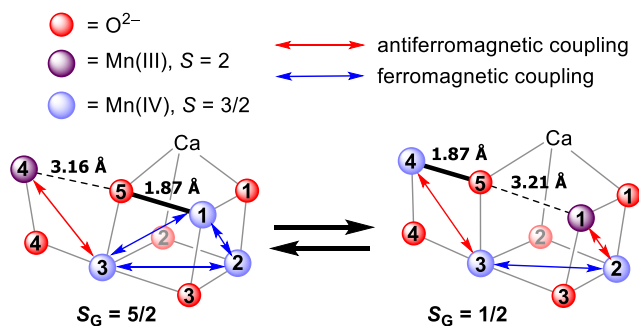 = O²⁻
antiferromagnetic coupling
= Mn(III), S = 2
ferromagnetic coupling
= Mn(IV), S = 3/2
Ca
4
3.16 Å
5
1.87 Å
1
1
4
2
3
2
3
S_G = 5/2
Ca
4
1.87 Å
5
3.21 Å
1
1
4
2
3
2
3
S_G = 1/2